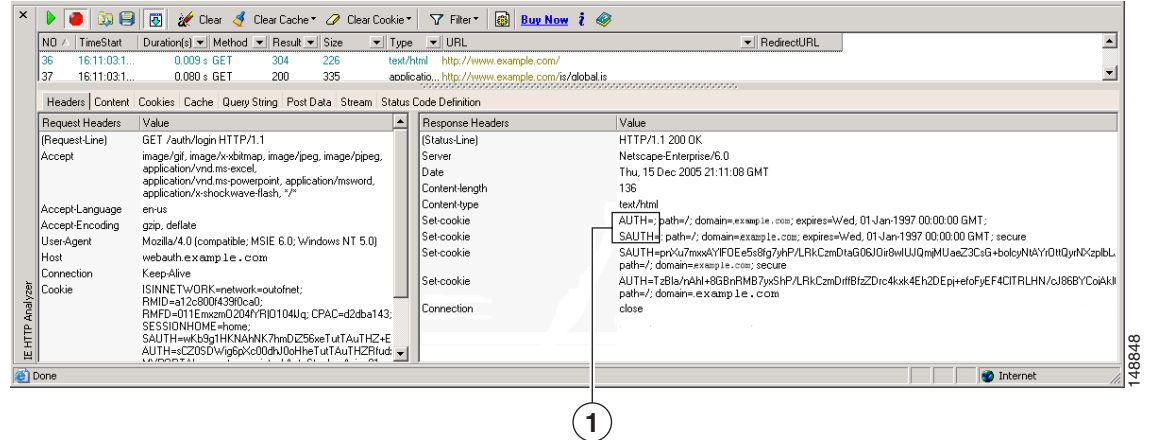 Clear Clear Cache Clear Cookie Filter Buy Now
NO TimeStart Duration(s) Method Result Size Type URL RedirectURL
36 16:11:03:1... 0.009 s GET 304 226 text/html http://www.example.com/
37 16:11:03:1... 0.080 s GET 200 335 applicatio... http://www.example.com/js/global.js
Headers Content Cookies Cache Query String Post Data Stream Status Code Definition
Request Headers Value
(Request-Line) GET /auth/login HTTP/1.1
Accept image/gif, image/x-xbitmap, image/jpeg, image/pjpeg,
application/vnd.ms-excel,
application/vnd.ms-powerpoint, application/msword,
application/x-shockwave-flash, */*
Accept-Language en-us
Accept-Encoding gzip, deflate
User-Agent Mozilla/4.0 (compatible; MSIE 6.0; Windows NT 5.0)
Host webauth.example.com
Connection Keep-Alive
Cookie ISINNETWORK=network=outofnet;
RMID=a12c800f439f0ca0;
SESSIONHOME=home;
Response Headers Value
(Status-Line) HTTP/1.1 200 OK
Server Netscape-Enterprise/6.0
Date Thu, 15 Dec 2005 21:11:08 GMT
Content-length 136
Content-type text/html
Set-cookie AUTH=; path=/; domain=.example.com; expires=Wed, 01-Jan-1997 00:00:00 GMT;
Set-cookie SAUTH=; path=/; domain=.example.com; expires=Wed, 01-Jan-1997 00:00:00 GMT; secure
Set-cookie
path=/; domain=.example.com; secure
Set-cookie
path=/; domain=.example.com
Connection close
IE HTTP Analyzer
Done Internet
148848
1